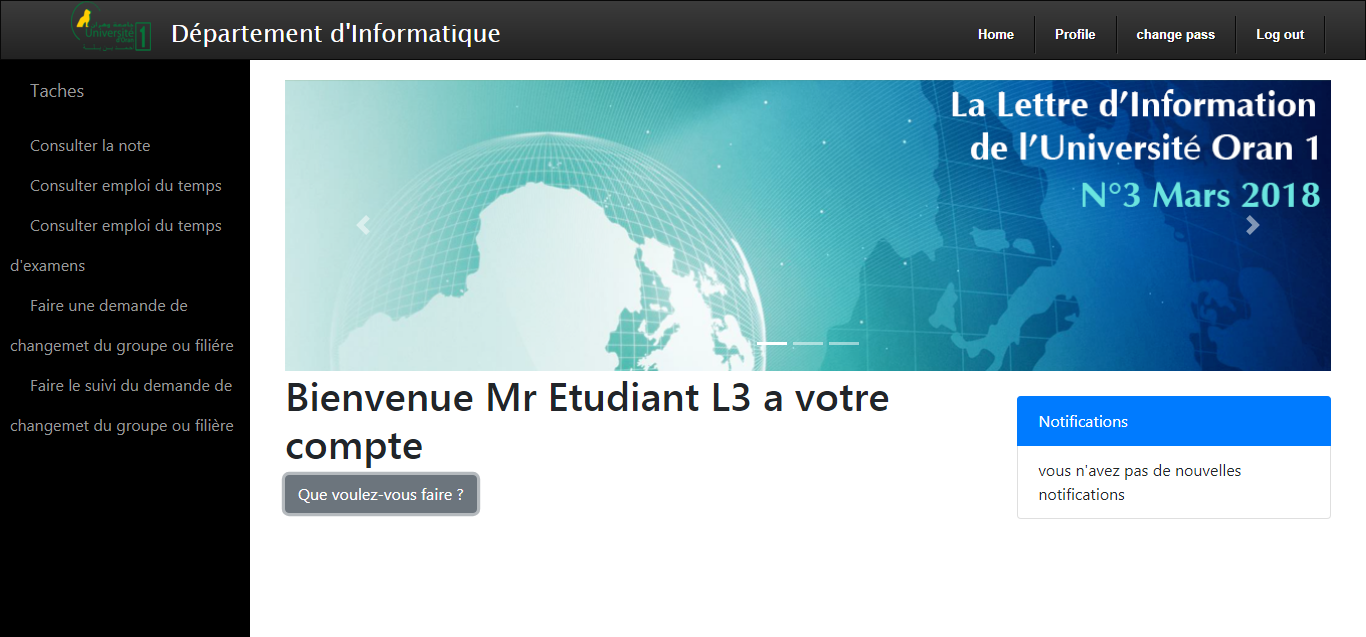 Université
1
Département d'Informatique
Home
Profile
change pass
Log out
Taches
Consulter la note
Consulter emploi du temps
Consulter emploi du temps
d'examens
Faire une demande de
changemet du groupe ou filiére
Faire le suivi du demande de
changemet du groupe ou filière
La Lettre d'Information
de l'Université Oran 1
N°3 Mars 2018
Bienvenue Mr Etudiant L3 a votre
compte
Que voulez-vous faire ?
Notifications
vous n'avez pas de nouvelles
notifications